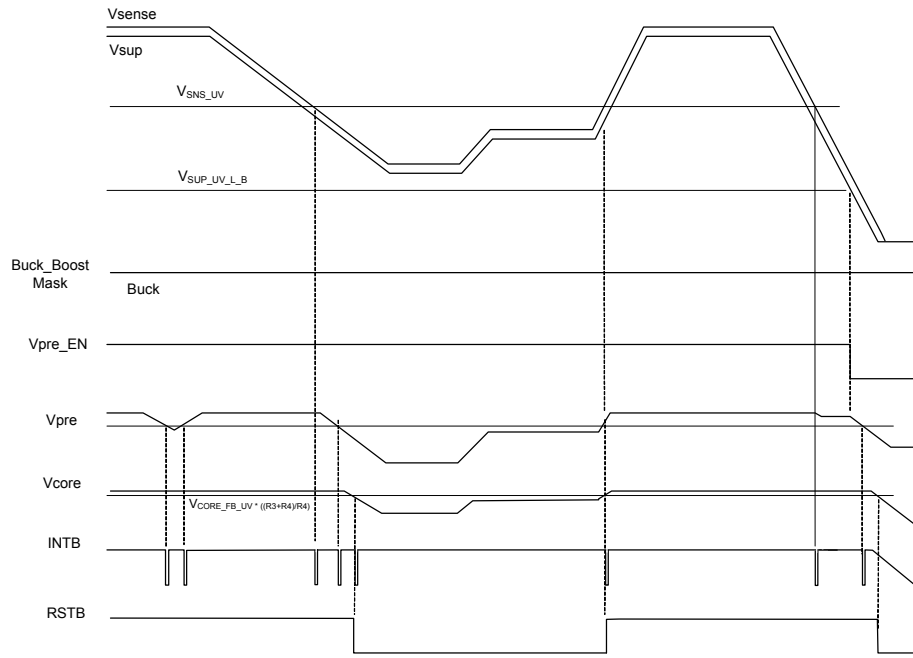 Vsense
Vsup
VSNS_UV
VSUP_UV_L_B
Buck_Boost
Mask
Buck
Vpre_EN
Vpre
Vcore
VCORE_FB_UV * ((R3+R4)/R4)
INTB
RSTB